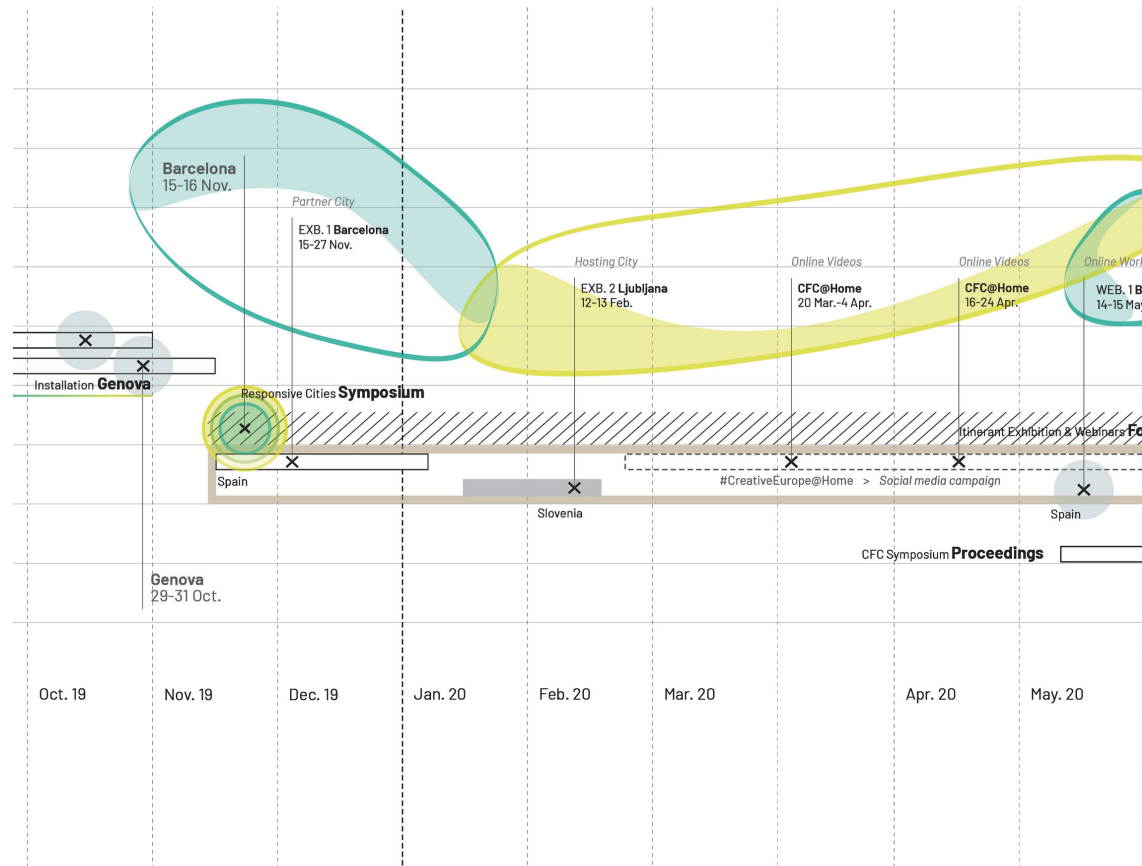 Barcelona
15-16 Nov.
Partner City
EXB. 1 Barcelona
15-27 Nov.
Hosting City
EXB. 2 Ljubljana
12-13 Feb.
Online Videos
CFC@Home
20 Mar.-4 Apr.
Online Videos
CFC@Home
16-24 Apr.
Online Work
WEB. 1 B
14-15 May
Installation Genova
Responsive Cities Symposium
Itinerant Exhibition & Webinars Fo
Spain
#CreativeEurope@Home > Social media campaign
Slovenia
Spain
CFC Symposium Proceedings
Genova
29-31 Oct.
Oct. 19
Nov. 19
Dec. 19
Jan. 20
Feb. 20
Mar. 20
Apr. 20
May. 20